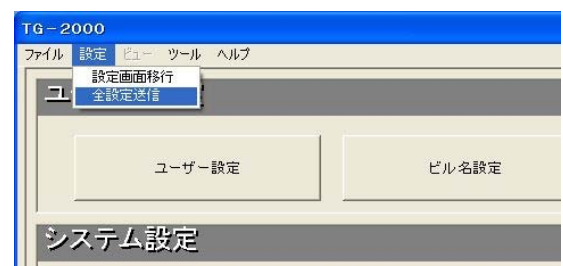 TG-2000
ファイル 設定 ビュー ツール ヘルプ
設定画面移行
全設定送信
ユーザー設定 ビル名設定
システム設定